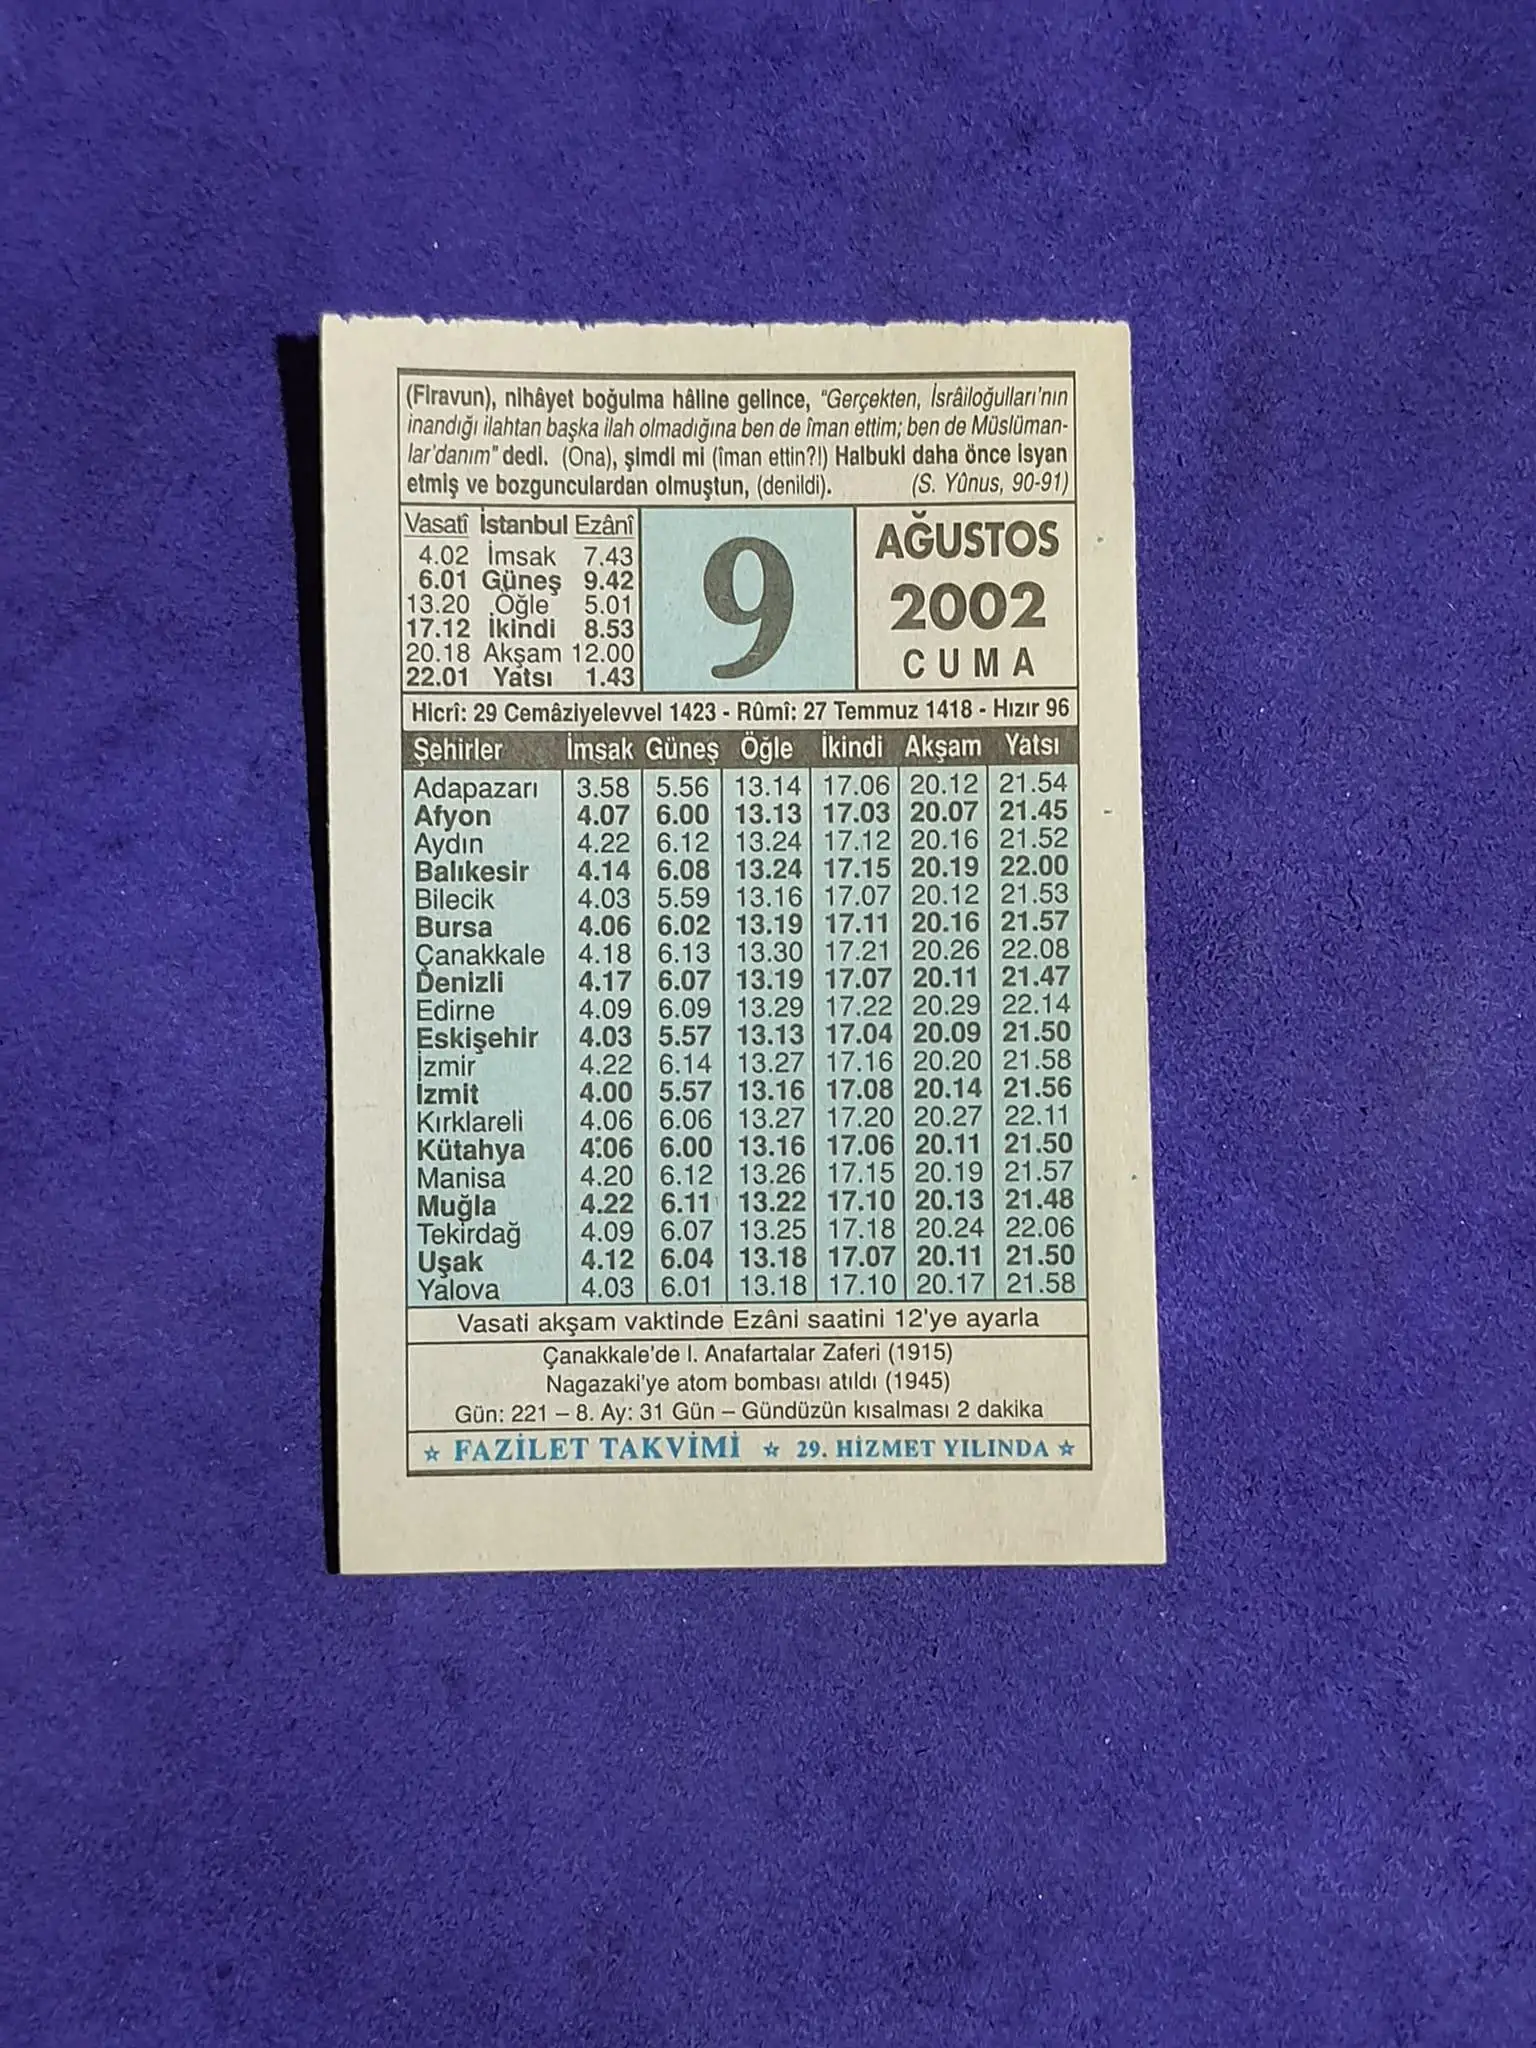 (Firavun), nihâyet boğulma hâline gelince, "Gerçekten, İsrâiloğulları'nın
inandığı ilahtan başka ilah olmadığına ben de îman ettim; ben de Müslüman-
lar'danım" dedi. (Ona), şimdi mi (îman ettin?!) Halbuki daha önce isyan
etmiş ve bozgunculardan olmuştun, (denildi). (S. Yûnus, 90-91)
Vasatî İstanbul Ezânî
4.02 İmsak 7.43
6.01 Güneş 9.42
13.20 Öğle 5.01
17.12 İkindi 8.53
20.18 Akşam 12.00
22.01 Yatsı 1.43
9
AĞUSTOS
2002
CUMA
Hicrî: 29 Cemâziyelevvel 1423 - Rûmî: 27 Temmuz 1418 - Hızır 96
Şehirler İmsak Güneş Öğle İkindi Akşam Yatsı
Adapazarı 3.58 5.56 13.14 17.06 20.12 21.54
Afyon 4.07 6.00 13.13 17.03 20.07 21.45
Aydın 4.22 6.12 13.24 17.12 20.16 21.52
Balıkesir 4.14 6.08 13.24 17.15 20.19 22.00
Bilecik 4.03 5.59 13.16 17.07 20.12 21.53
Bursa 4.06 6.02 13.19 17.11 20.16 21.57
Çanakkale 4.18 6.13 13.30 17.21 20.26 22.08
Denizli 4.17 6.07 13.19 17.07 20.11 21.47
Edirne 4.09 6.09 13.29 17.22 20.29 22.14
Eskişehir 4.03 5.57 13.13 17.04 20.09 21.50
İzmir 4.22 6.14 13.27 17.16 20.20 21.58
İzmit 4.00 5.57 13.16 17.08 20.14 21.56
Kırklareli 4.06 6.06 13.27 17.20 20.27 22.11
Kütahya 4.06 6.00 13.16 17.06 20.11 21.50
Manisa 4.20 6.12 13.26 17.15 20.19 21.57
Muğla 4.22 6.11 13.22 17.10 20.13 21.48
Tekirdağ 4.09 6.07 13.25 17.18 20.24 22.06
Uşak 4.12 6.04 13.18 17.07 20.11 21.50
Yalova 4.03 6.01 13.18 17.10 20.17 21.58
Vasati akşam vaktinde Ezâni saatini 12'ye ayarla
Çanakkale'de I. Anafartalar Zaferi (1915)
Nagazaki'ye atom bombası atıldı (1945)
Gün: 221 – 8. Ay: 31 Gün – Gündüzün kısalması 2 dakika
☆ FAZİLET TAKVİMİ ☆ 29. HİZMET YILINDA ☆